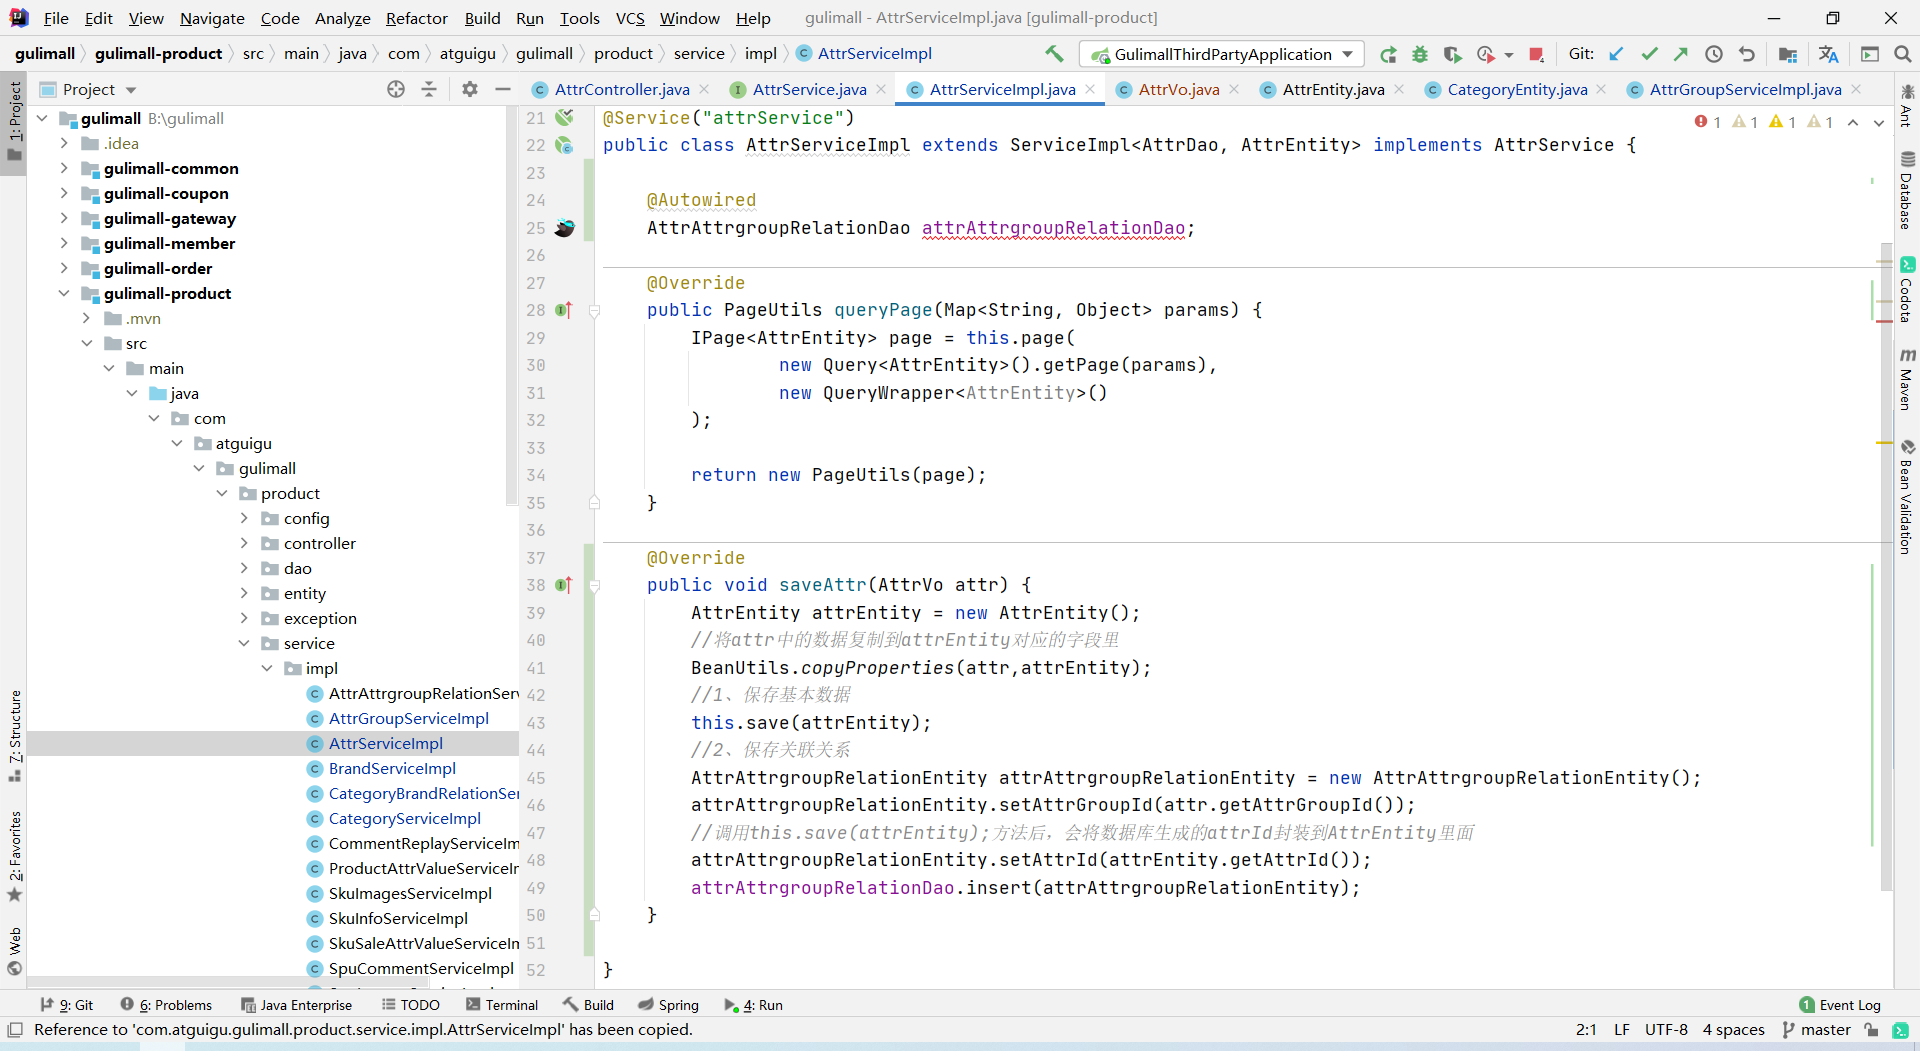 File Edit View Navigate Code Analyze Refactor Build Run Tools VCS Window Help gulimall - AttrServiceImpl.java [gulimall-product]
gulimall gulimall-product src main java com atguigu gulimall product service impl AttrServiceImpl GulimallThirdPartyApplication Git:
Project AttrController.java AttrService.java AttrServiceImpl.java AttrVo.java AttrEntity.java CategoryEntity.java AttrGroupServiceImpl.java
1: Project
7: Structure
2: Favorites
Web
gulimall B:\gulimall
.idea
gulimall-common
gulimall-coupon
gulimall-gateway
gulimall-member
gulimall-order
gulimall-product
.mvn
src
main
java
com
atguigu
gulimall
product
config
controller
dao
entity
exception
service
impl
AttrAttrgroupRelationServ
AttrGroupServiceImpl
AttrServiceImpl
BrandServiceImpl
CategoryBrandRelationSer
CategoryServiceImpl
CommentReplayServiceIm
ProductAttrValueServiceIm
SkuImagesServiceImpl
SkuInfoServiceImpl
SkuSaleAttrValueServiceIm
SpuCommentServiceImpl
1 1 1 1
21 @Service("attrService")
22 public class AttrServiceImpl extends ServiceImpl<AttrDao, AttrEntity> implements AttrService {
23
24 @Autowired
25 AttrAttrgroupRelationDao attrAttrgroupRelationDao;
26
27 @Override
28 public PageUtils queryPage(Map<String, Object> params) {
29 IPage<AttrEntity> page = this.page(
30 new Query<AttrEntity>().getPage(params),
31 new QueryWrapper<AttrEntity>()
32 );
33
34 return new PageUtils(page);
35 }
36
37 @Override
38 public void saveAttr(AttrVo attr) {
39 AttrEntity attrEntity = new AttrEntity();
40 //将attr中的数据复制到attrEntity对应的字段里
41 BeanUtils.copyProperties(attr,attrEntity);
42 //1、保存基本数据
43 this.save(attrEntity);
44 //2、保存关联关系
45 AttrAttrgroupRelationEntity attrAttrgroupRelationEntity = new AttrAttrgroupRelationEntity();
46 attrAttrgroupRelationEntity.setAttrGroupId(attr.getAttrGroupId());
47 //调用this.save(attrEntity);方法后，会将数据库生成的attrId封装到AttrEntity里面
48 attrAttrgroupRelationEntity.setAttrId(attrEntity.getAttrId());
49 attrAttrgroupRelationDao.insert(attrAttrgroupRelationEntity);
50 }
51
52 }
Ant
Database
Codota
Maven
Bean Validation
9: Git 6: Problems Java Enterprise TODO Terminal Build Spring 4: Run 1 Event Log
Reference to 'com.atguigu.gulimall.product.service.impl.AttrServiceImpl' has been copied. 2:1 LF UTF-8 4 spaces master